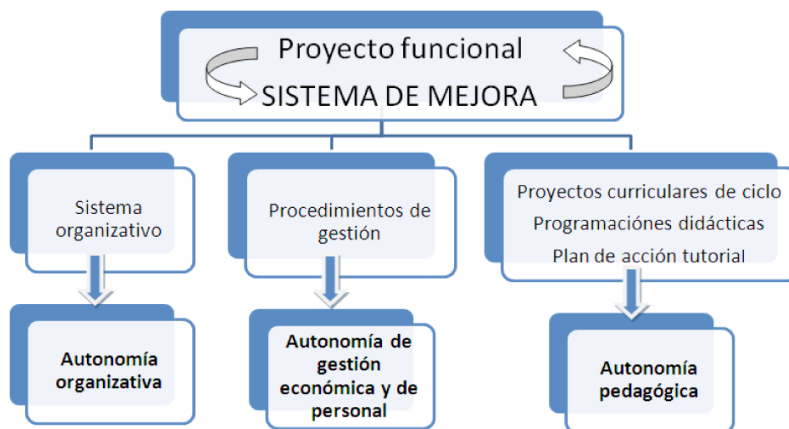 Proyecto funcional
SISTEMA DE MEJORA
Sistema
organizativo
Procedimientos de
gestión
Proyectos curriculares de ciclo
Programaciónes didácticas
Plan de acción tutorial
Autonomía
organizativa
Autonomía de
gestión
económica y de
personal
Autonomía
pedagógica